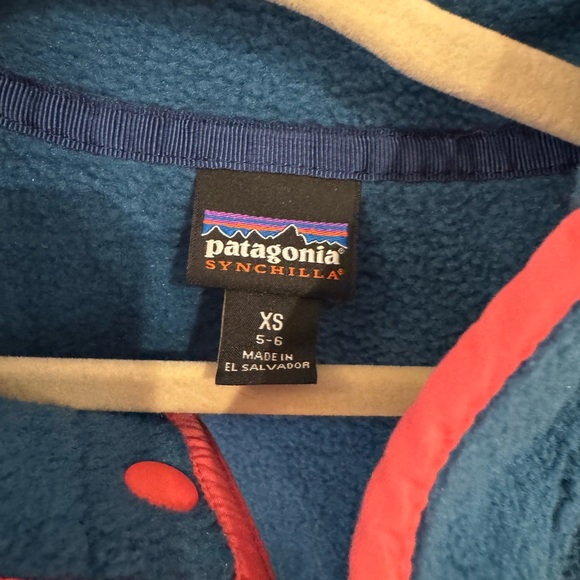 patagonia®
SYNCHILLA®
XS
5-6
MADE IN
EL SALVADOR